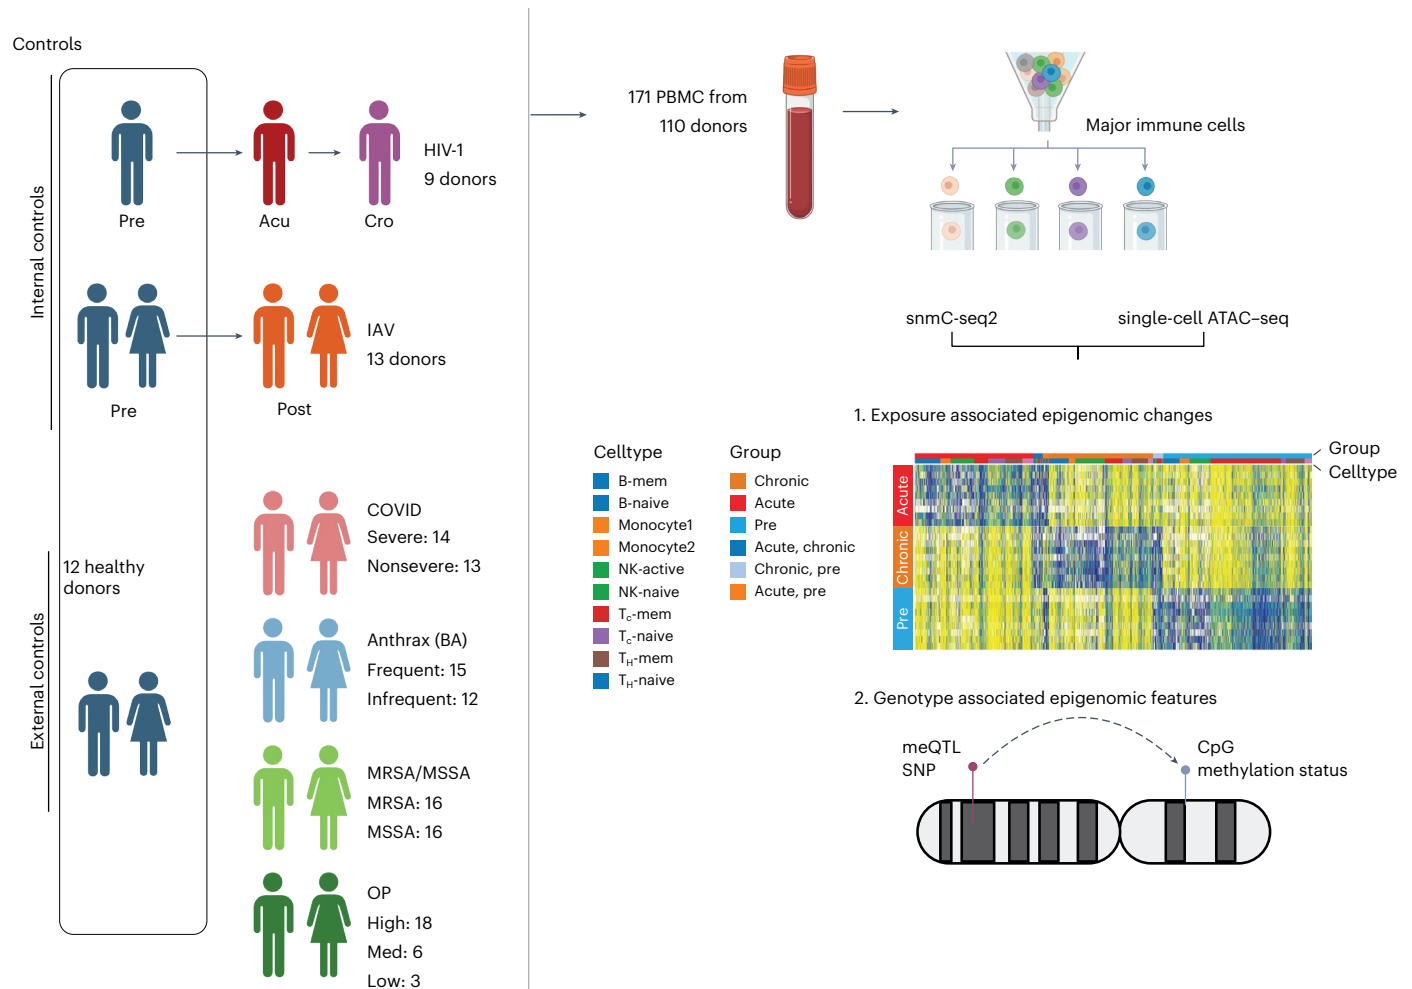 Controls
Internal controls
External controls
Pre
Acu
Cro
HIV-1
9 donors
Pre
Post
IAV
13 donors
12 healthy
donors
COVID
Severe: 14
Nonsevere: 13
Anthrax (BA)
Frequent: 15
Infrequent: 12
MRSA/MSSA
MRSA: 16
MSSA: 16
OP
High: 18
Med: 6
Low: 3
171 PBMC from
110 donors
Major immune cells
snmC-seq2
single-cell ATAC–seq
1. Exposure associated epigenomic changes
Celltype
B-mem
B-naive
Monocyte1
Monocyte2
NK-active
NK-naive
Tc-mem
Tc-naive
TH-mem
TH-naive
Group
Chronic
Acute
Pre
Acute, chronic
Chronic, pre
Acute, pre
Group
Celltype
Acute
Chronic
Pre
2. Genotype associated epigenomic features
meQTL
SNP
CpG
methylation status